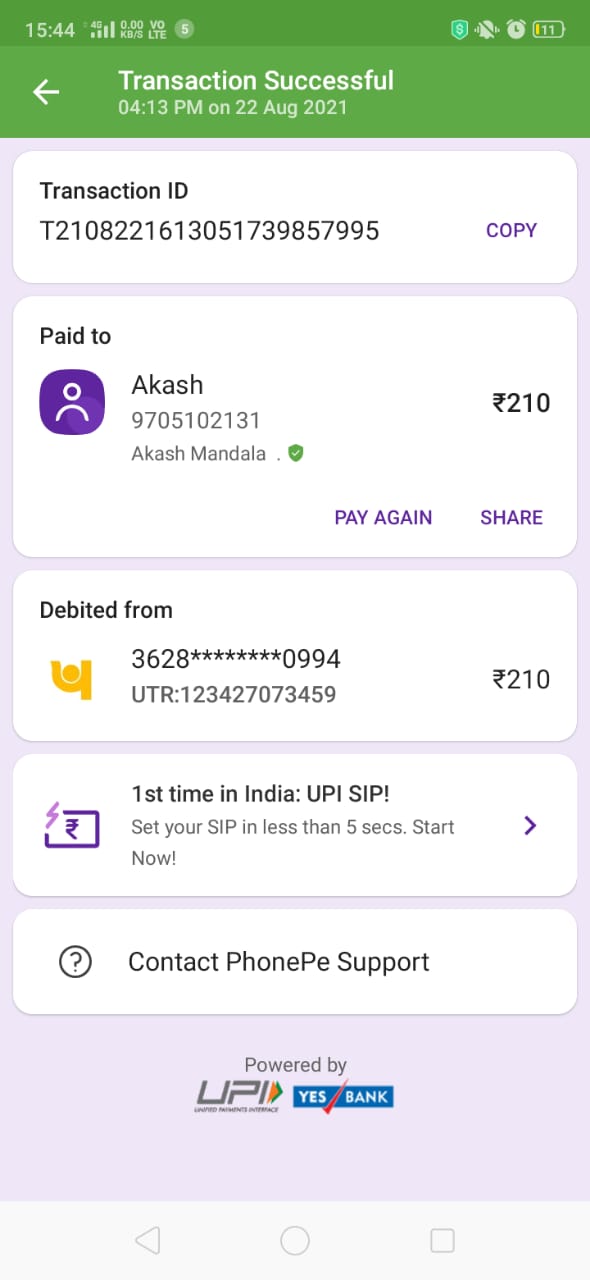 15:44 4G 0.00 KB/S VO LTE 5 11
Transaction Successful
04:13 PM on 22 Aug 2021
Transaction ID
T2108221613051739857995 COPY
Paid to
Akash
₹210
9705102131
Akash Mandala .
PAY AGAIN SHARE
Debited from
3628********0994
₹210
UTR:123427073459
1st time in India: UPI SIP!
Set your SIP in less than 5 secs. Start
Now!
Contact PhonePe Support
Powered by
UPI YES BANK
UNIFIED PAYMENTS INTERFACE